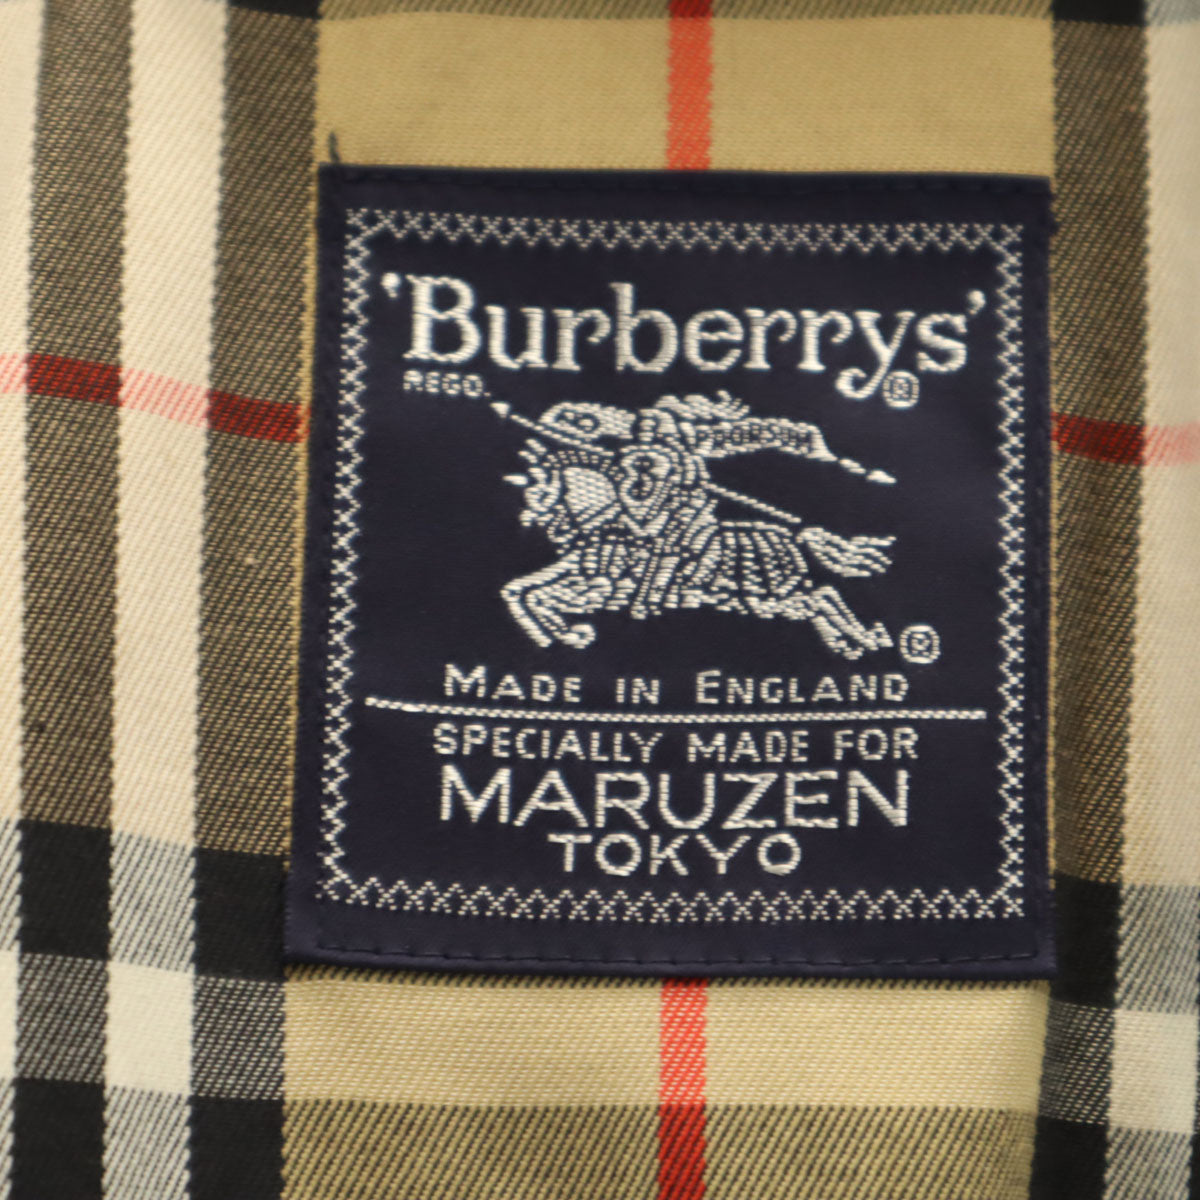 'Burberrys'
REGD. ®
PRORSUM
®
MADE IN ENGLAND
SPECIALLY MADE FOR
MARUZEN
TOKYO